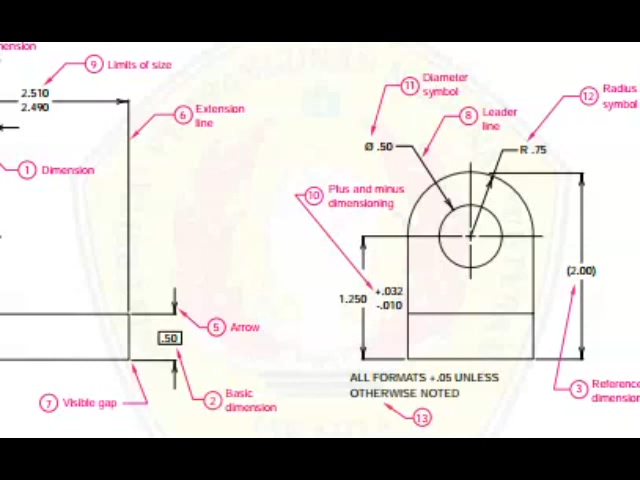 mension
9 Limits of size
2.510
2.490
6 Extension
line
1 Dimension
5 Arrow
.50
2 Basic
dimension
7 Visible gap
11 Diameter
symbol
12 Radius
symbol
8 Leader
line
Ø .50
R .75
10 Plus and minus
dimensioning
1.250 +.032
-.010
(2.00)
ALL FORMATS +.05 UNLESS
OTHERWISE NOTED
13
3 Reference
dimension